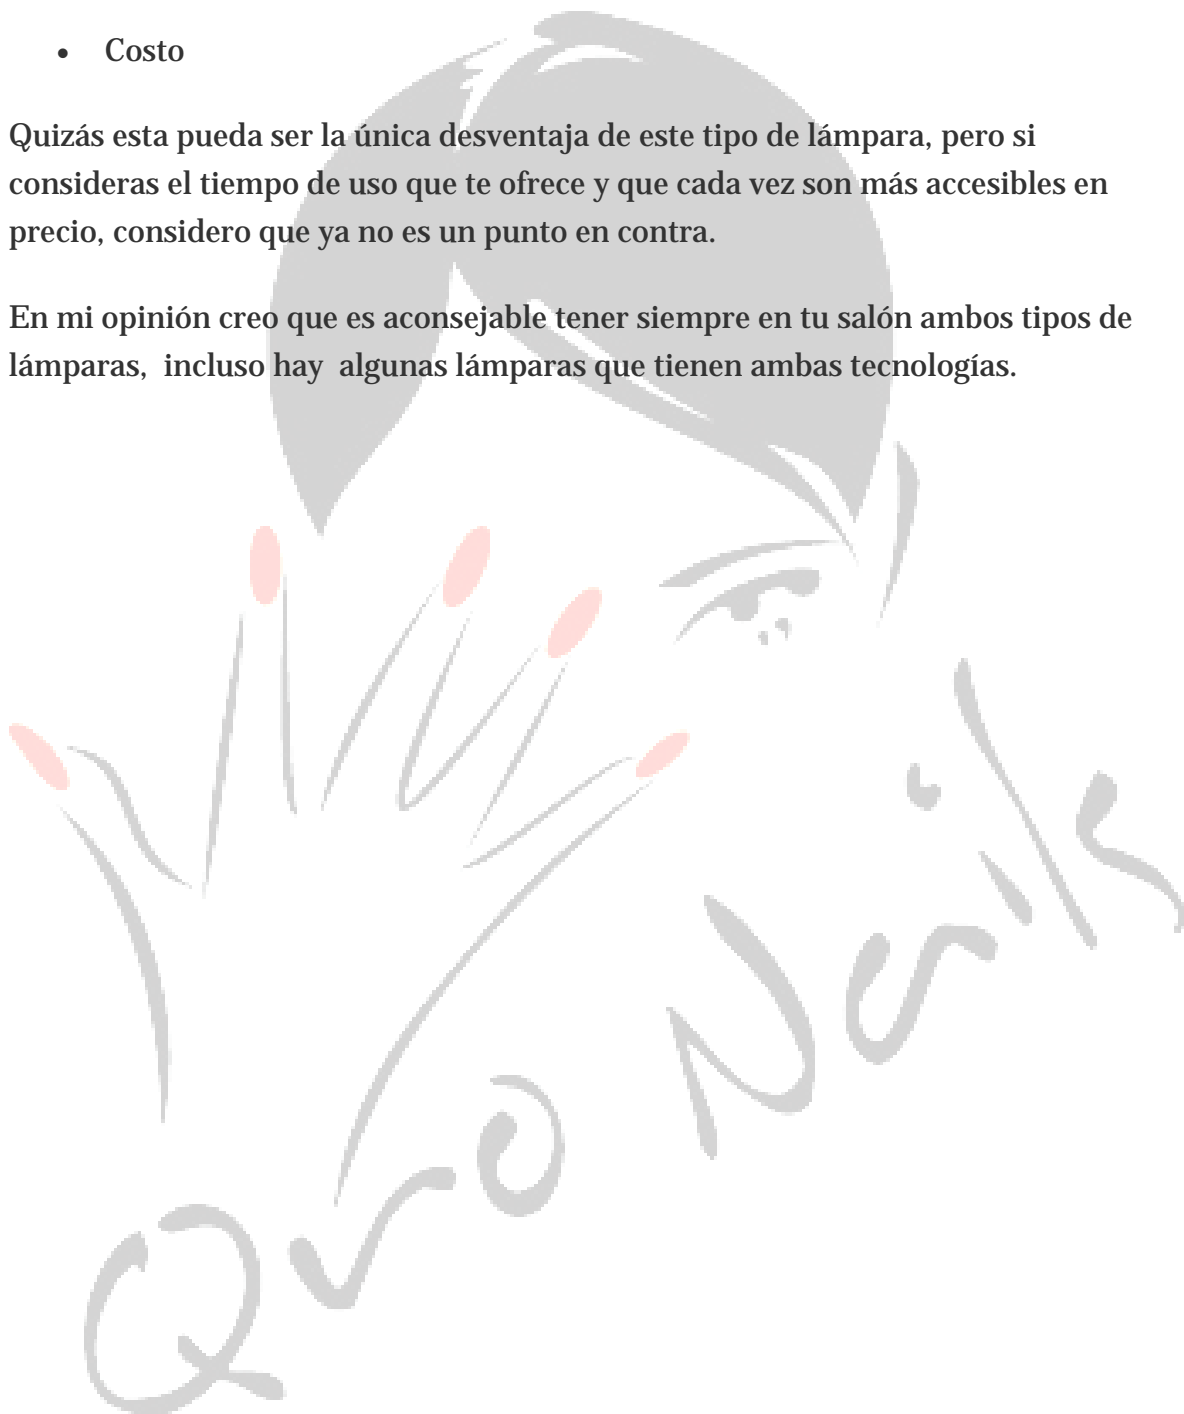 • Costo
Quizás esta pueda ser la única desventaja de este tipo de lámpara, pero si
consideras el tiempo de uso que te ofrece y que cada vez son más accesibles en
precio, considero que ya no es un punto en contra.
En mi opinión creo que es aconsejable tener siempre en tu salón ambos tipos de
lámparas, incluso hay algunas lámparas que tienen ambas tecnologías.
Qro Nails